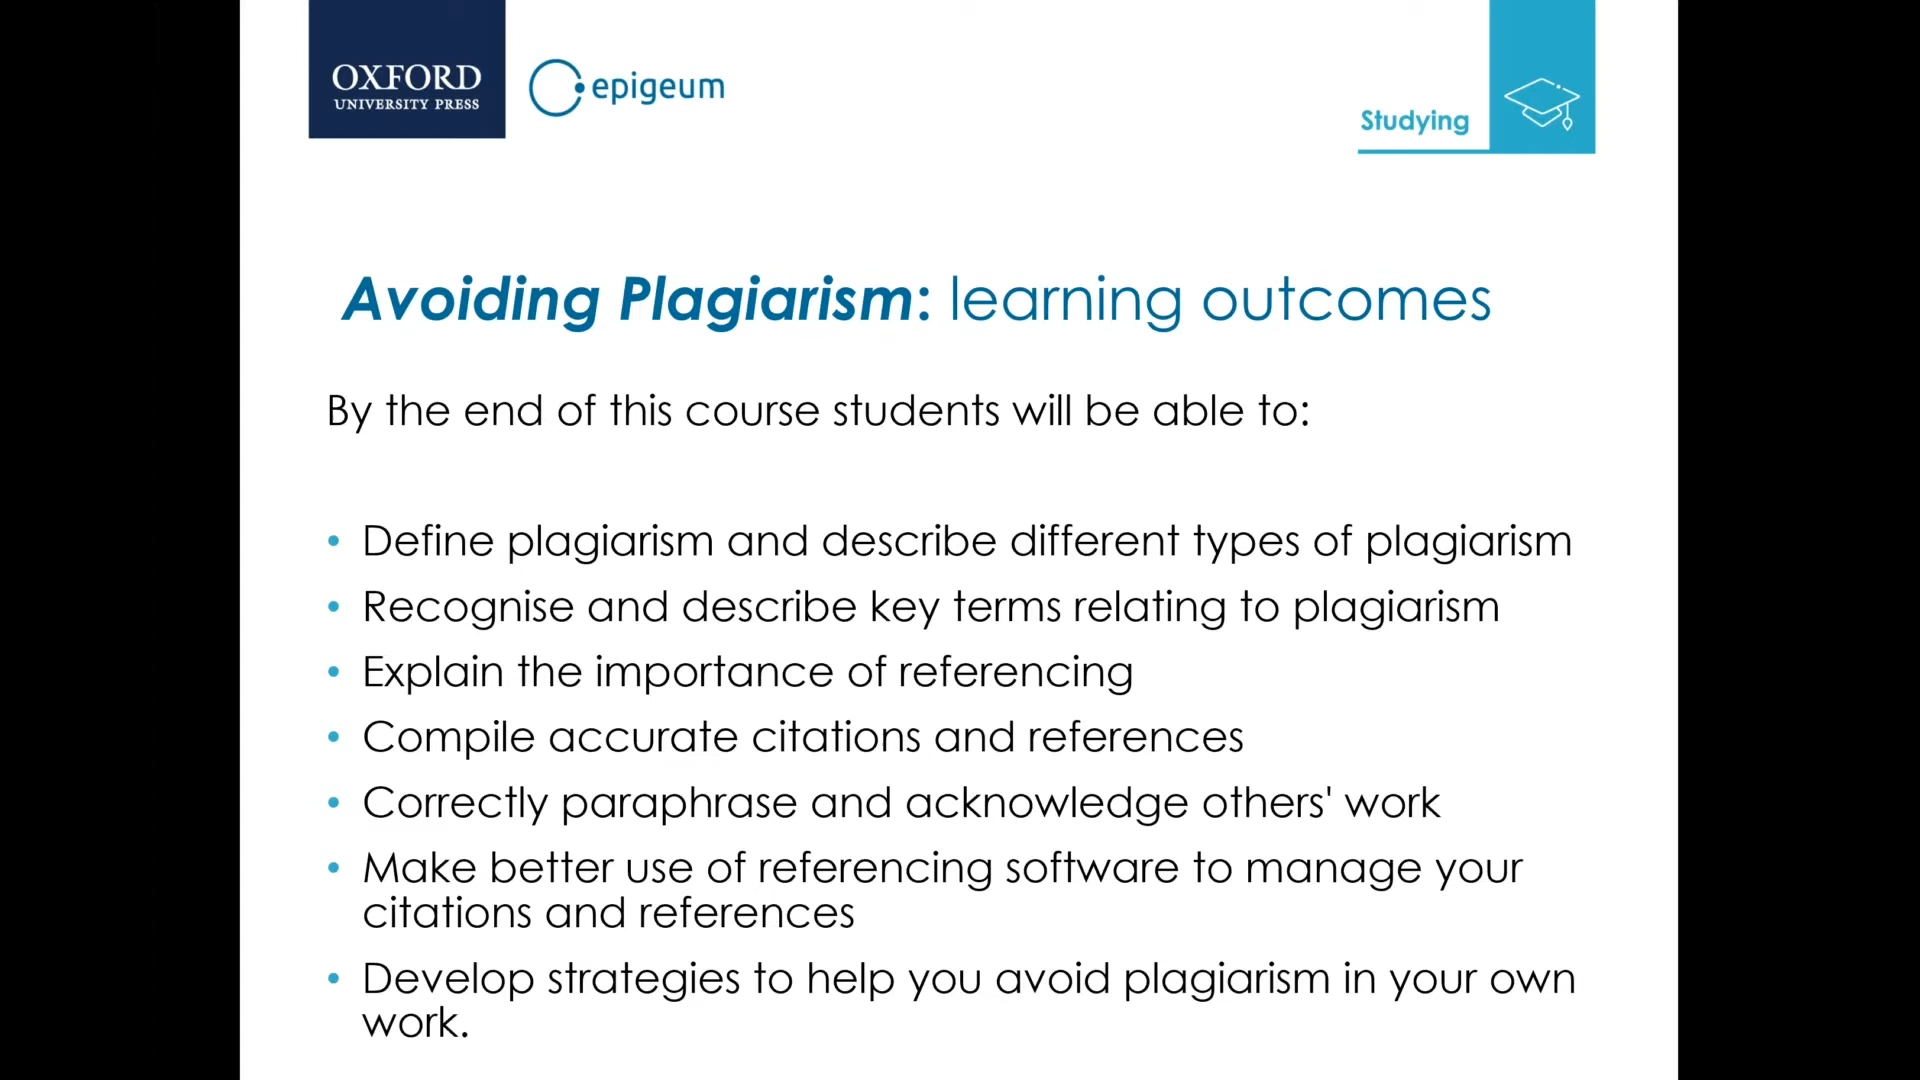 OXFORD
UNIVERSITY PRESS
epigeum
Studying
Avoiding Plagiarism: learning outcomes
By the end of this course students will be able to:
• Define plagiarism and describe different types of plagiarism
• Recognise and describe key terms relating to plagiarism
• Explain the importance of referencing
• Compile accurate citations and references
• Correctly paraphrase and acknowledge others' work
• Make better use of referencing software to manage your
citations and references
• Develop strategies to help you avoid plagiarism in your own
work.